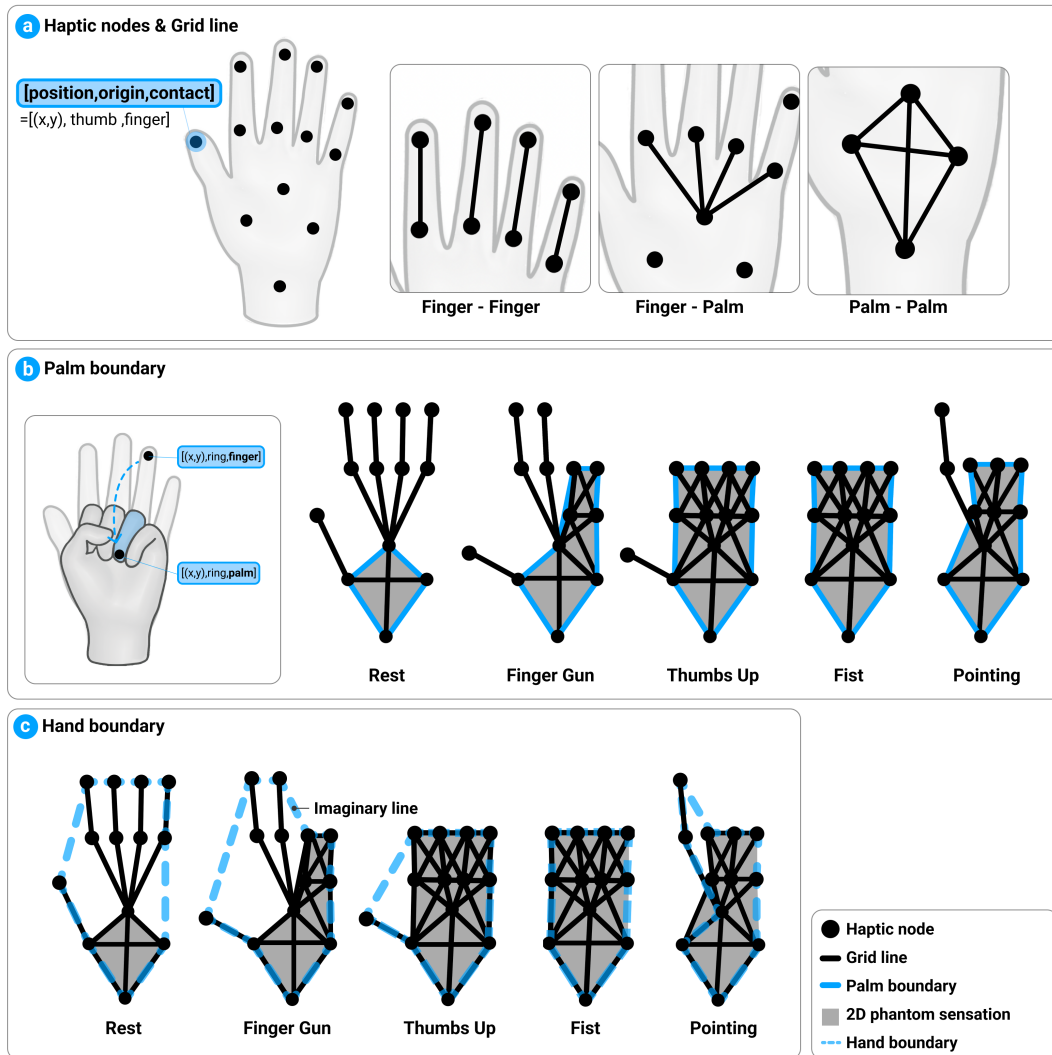 a Haptic nodes & Grid line
[position,origin,contact]
=[(x,y), thumb ,finger]
Finger - Finger
Finger - Palm
Palm - Palm
b Palm boundary
[(x,y),ring,finger]
[(x,y),ring,palm]
Rest
Finger Gun
Thumbs Up
Fist
Pointing
c Hand boundary
Imaginary line
Rest
Finger Gun
Thumbs Up
Fist
Pointing
Haptic node
Grid line
Palm boundary
2D phantom sensation
Hand boundary